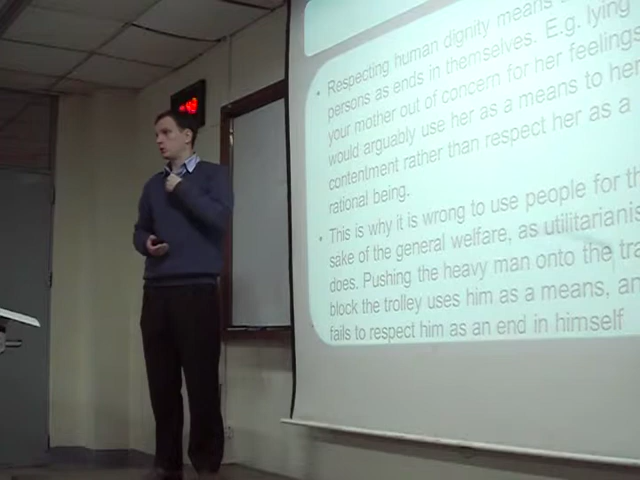 Respecting human dignity means
persons as ends in themselves. E.g. lying
your mother out of concern for her feelings
would arguably use her as a means to her
contentment rather than respect her as a
rational being.
This is why it is wrong to use people for the
sake of the general welfare, as utilitarianis
does. Pushing the heavy man onto the tra
block the trolley uses him as a means, an
fails to respect him as an end in himself